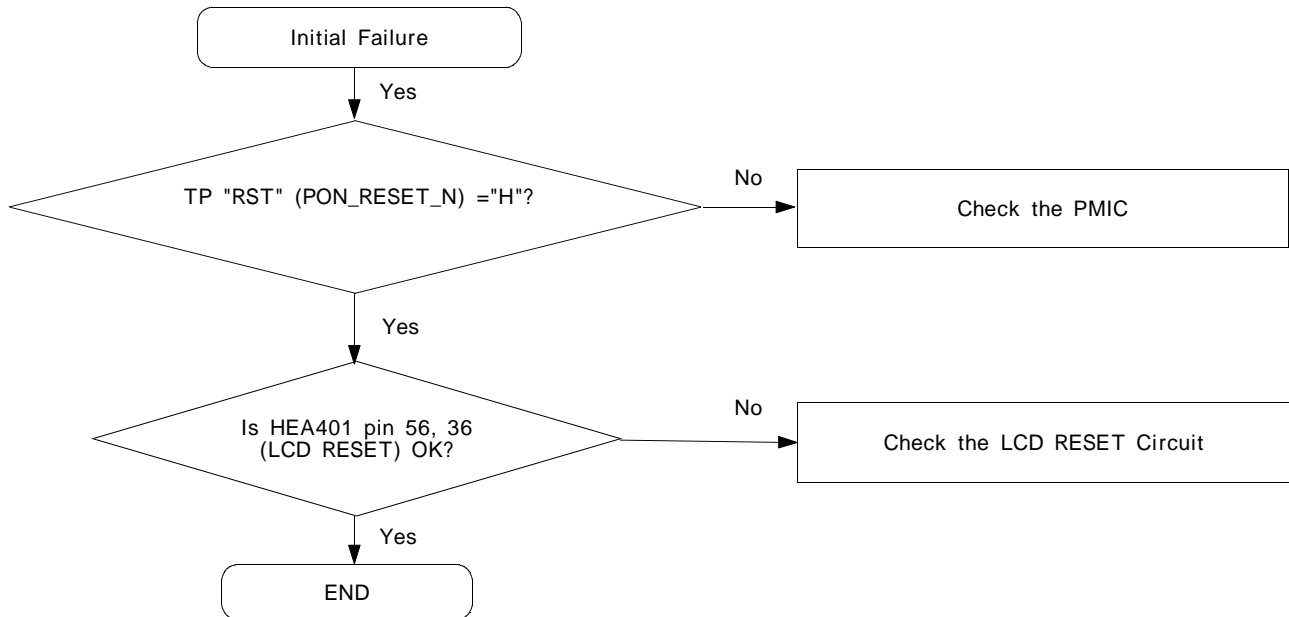 Initial Failure
Yes
TP "RST" (PON_RESET_N) ="H"?
No
Check the PMIC
Yes
Is HEA401 pin 56, 36
(LCD RESET) OK?
No
Check the LCD RESET Circuit
Yes
END